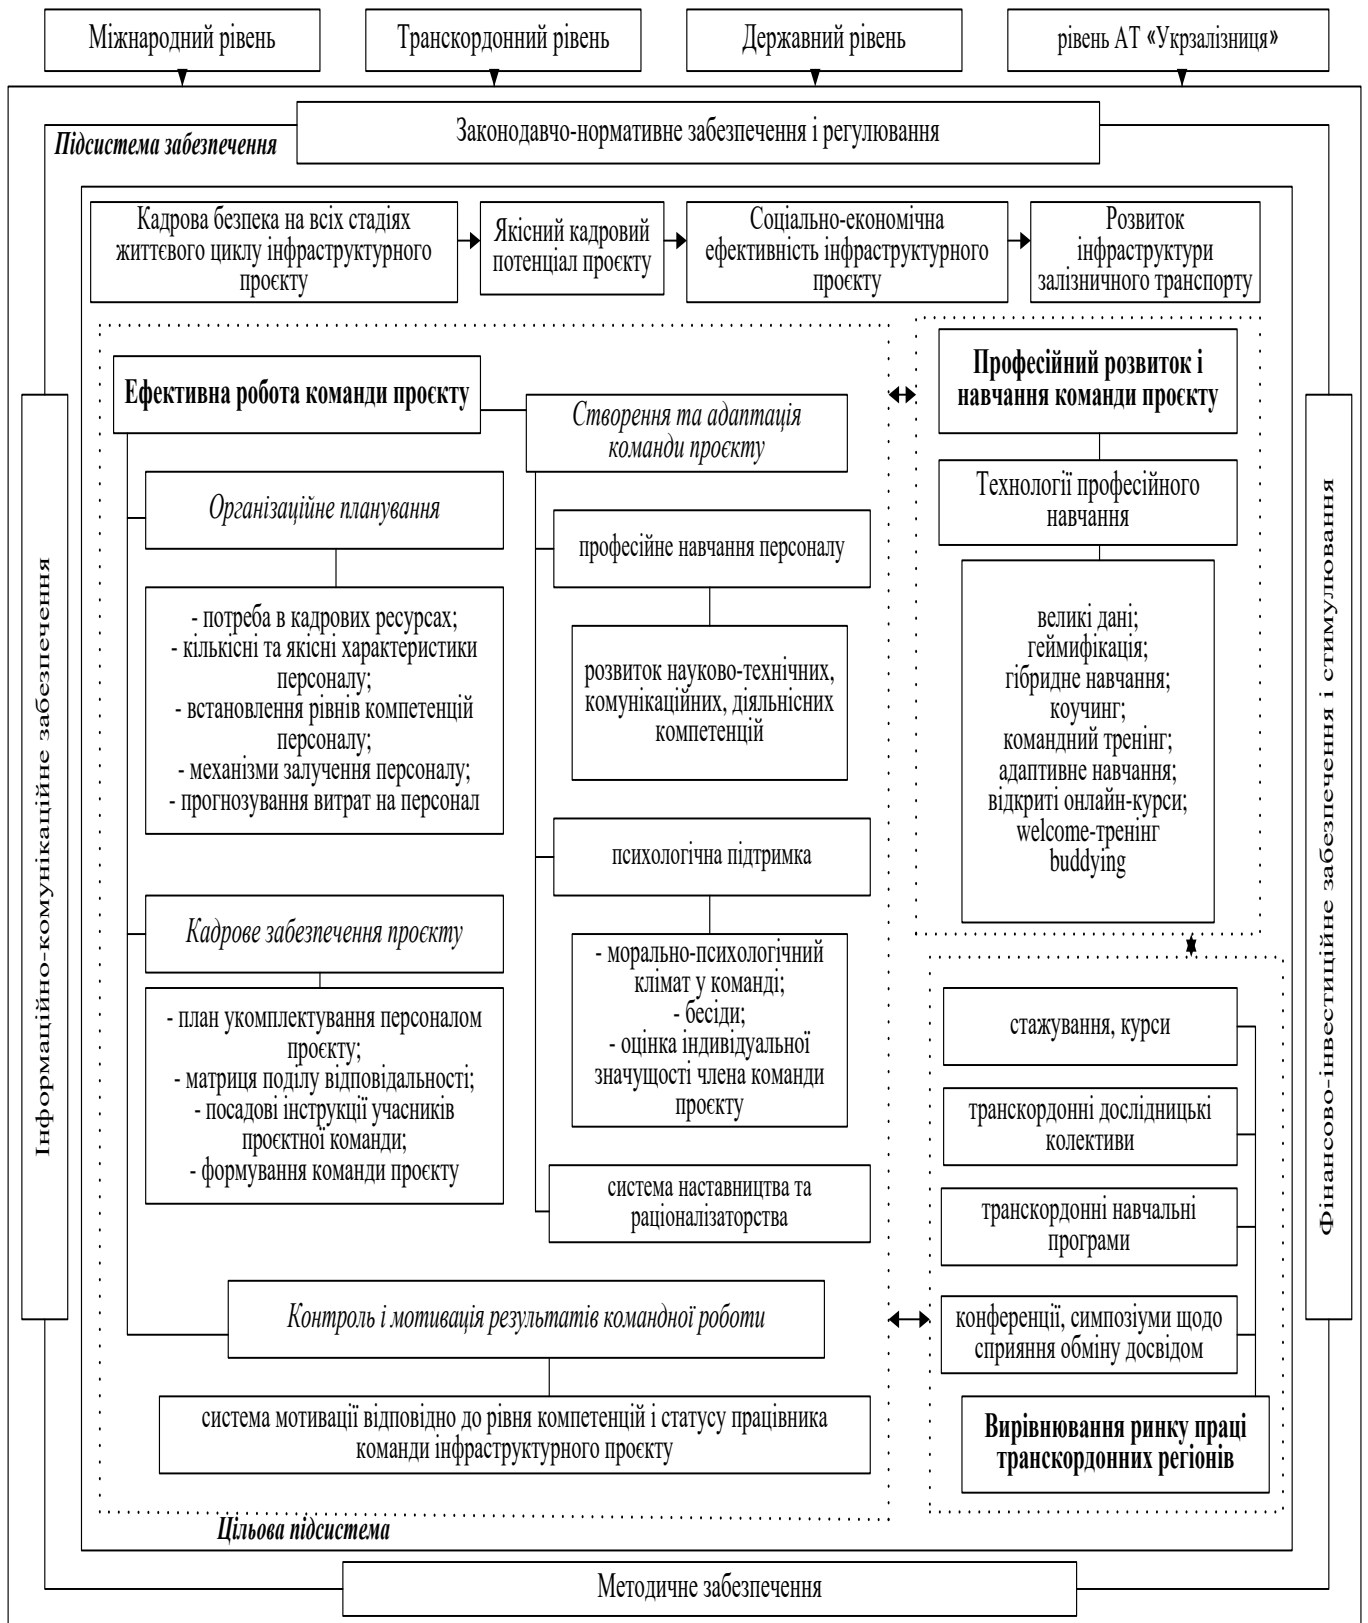 Міжнародний рівень
Транскордонний рівень
Державний рівень
рівень АТ «Укрзалізниця»
Законодавчо-нормативне забезпечення і регулювання
Підсистема забезпечення
Кадрова безпека на всіх стадіях
життєвого циклу інфраструктурного
проєкту
Якісний кадровий
потенціал проєкту
Соціально-економічна
ефективність інфраструктурного
проєкту
Розвиток
інфраструктури
залізничного транспорту
Інформаційно-комунікаційне забезпечення
Ефективна робота команди проєкту
Організаційне планування
- потреба в кадрових ресурсах;
- кількісні та якісні характеристики
персоналу;
- встановлення рівнів компетенцій
персоналу;
- механізми залучення персоналу;
- прогнозування витрат на персонал
Кадрове забезпечення проєкту
- план укомплектування персоналом
проєкту;
- матриця поділу відповідальності;
- посадові інструкції учасників
проєктної команди;
- формування команди проєкту
Створення та адаптація
команди проєкту
професійне навчання персоналу
розвиток науково-технічних,
комунікаційних, діяльнісних
компетенцій
психологічна підтримка
- морально-психологічний
клімат у команді;
- бесіди;
- оцінка індивідуальної
значущості члена команди
проєкту
система наставництва та
раціоналізаторства
Контроль і мотивація результатів командної роботи
система мотивації відповідно до рівня компетенцій і статусу працівника
команди інфраструктурного проєкту
Професійний розвиток і
навчання команди проєкту
Технології професійного
навчання
великі дані;
геймифікація;
гібридне навчання;
коучинг;
командний тренінг;
адаптивне навчання;
відкриті онлайн-курси;
welcome-тренінг
buddying
стажування, курси
транскордонні дослідницькі
колективи
транскордонні навчальні
програми
конференції, симпозіуми щодо
сприяння обміну досвідом
Вирівнювання ринку праці
транскордонних регіонів
Фінансово-інвестиційне забезпечення і стимулювання
Цільова підсистема
Методичне забезпечення